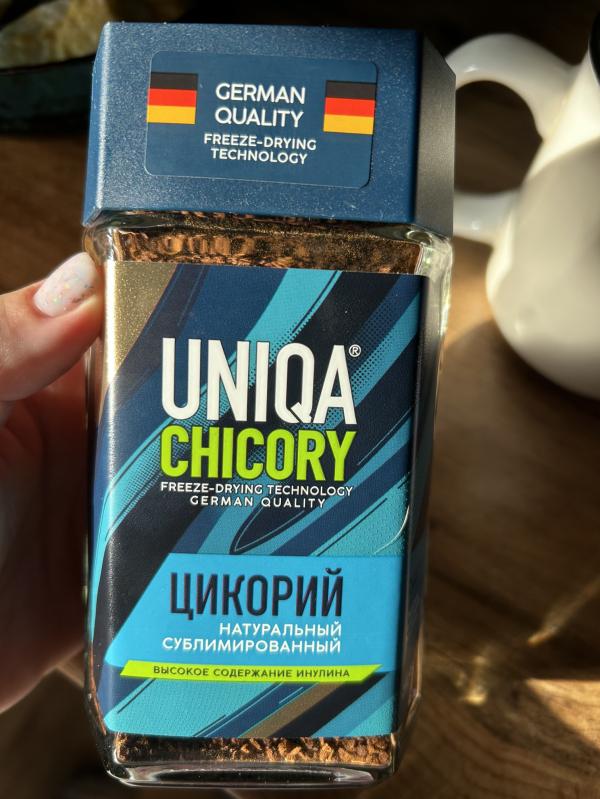 GERMAN
QUALITY
FREEZE-DRYING
TECHNOLOGY
UNIQA®
CHICORY
FREEZE-DRYING TECHNOLOGY
GERMAN QUALITY
ЦИКОРИЙ
НАТУРАЛЬНЫЙ
СУБЛИМИРОВАННЫЙ
ВЫСОКОЕ СОДЕРЖАНИЕ ИНУЛИНА